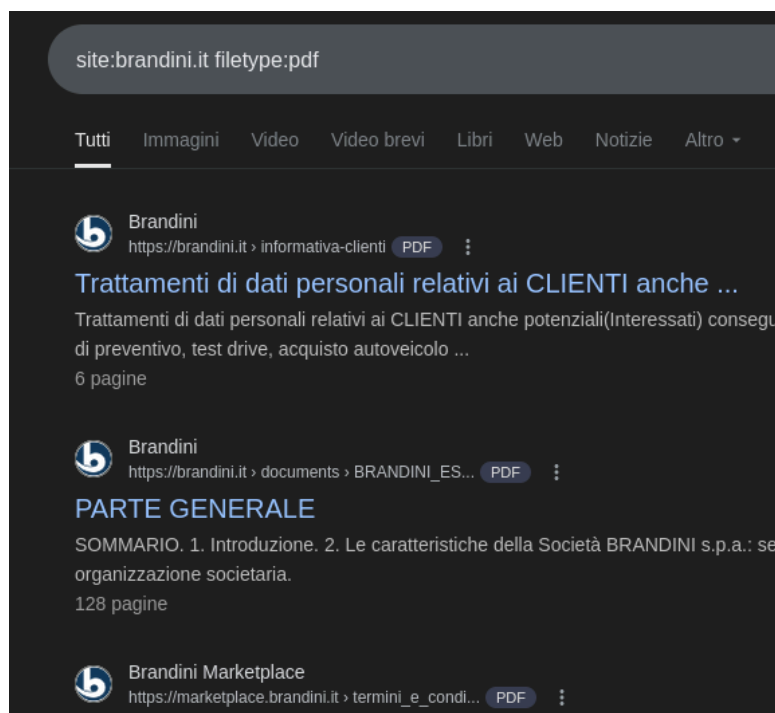 site:brandini.it filetype:pdf
Tutti Immagini Video Video brevi Libri Web Notizie Altro
Brandini
https://brandini.it › informativa-clienti PDF
Trattamenti di dati personali relativi ai CLIENTI anche ...
Trattamenti di dati personali relativi ai CLIENTI anche potenziali(Interessati) consegu
di preventivo, test drive, acquisto autoveicolo ...
6 pagine
Brandini
https://brandini.it › documents › BRANDINI_ES... PDF
PARTE GENERALE
SOMMARIO. 1. Introduzione. 2. Le caratteristiche della Società BRANDINI s.p.a.: se
organizzazione societaria.
128 pagine
Brandini Marketplace
https://marketplace.brandini.it › termini_e_condi... PDF